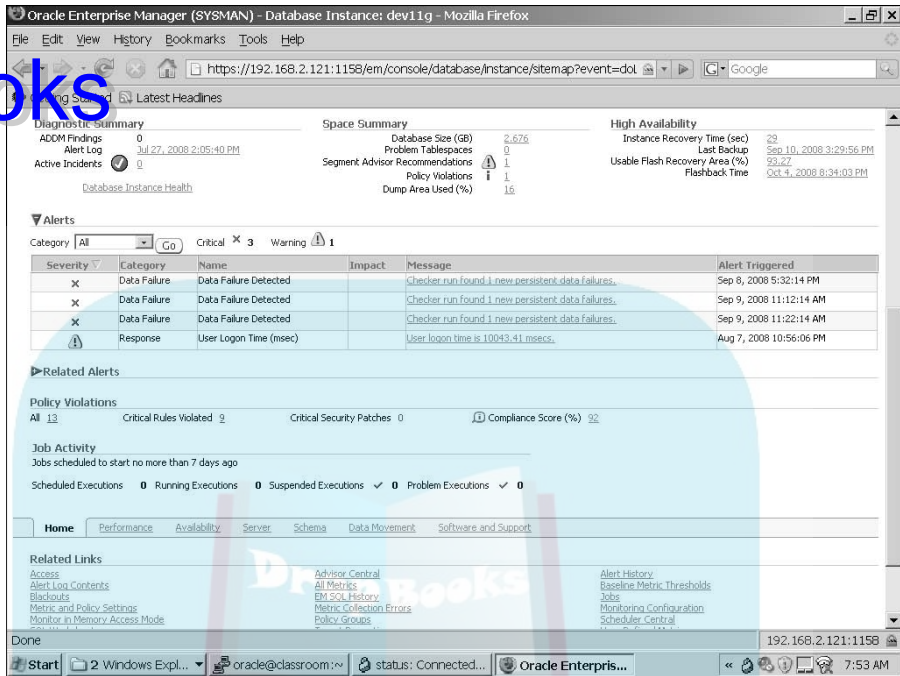 Oracle Enterprise Manager (SYSMAN) - Database Instance: dev11g - Mozilla Firefox
File Edit View History Bookmarks Tools Help
https://192.168.2.121:1158/em/console/database/instance/sitemap?event=dol
Google
oks
Latest Headlines
Diagnostic Summary
ADDM Findings 0
Alert Log Jul 27, 2008 2:05:40 PM
Active Incidents 0
Database Instance Health
Space Summary
Database Size (GB) 2.676
Problem Tablespaces 0
Segment Advisor Recommendations 1
Policy Violations 1
Dump Area Used (%) 16
High Availability
Instance Recovery Time (sec) 29
Last Backup Sep 10, 2008 3:29:56 PM
Usable Flash Recovery Area (%) 93.27
Flashback Time Oct 4, 2008 8:34:03 PM
Alerts
Category All Go Critical × 3 Warning 1
Severity Category Name Impact Message Alert Triggered
× Data Failure Data Failure Detected Checker run found 1 new persistent data failures. Sep 8, 2008 5:32:14 PM
× Data Failure Data Failure Detected Checker run found 1 new persistent data failures. Sep 9, 2008 11:12:14 AM
× Data Failure Data Failure Detected Checker run found 1 new persistent data failures. Sep 9, 2008 11:22:14 AM
Response User Logon Time (msec) User logon time is 10043.41 msecs. Aug 7, 2008 10:56:06 PM
Related Alerts
Policy Violations
All 13 Critical Rules Violated 9 Critical Security Patches 0 Compliance Score (%) 92
Job Activity
Jobs scheduled to start no more than 7 days ago
Scheduled Executions 0 Running Executions 0 Suspended Executions ✓ 0 Problem Executions ✓ 0
Home Performance Availability Server Schema Data Movement Software and Support
Related Links
Access
Alert Log Contents
Blackouts
Metric and Policy Settings
Monitor in Memory Access Mode
Advisor Central
All Metrics
EM SQL History
Metric Collection Errors
Policy Groups
Alert History
Baseline Metric Thresholds
Jobs
Monitoring Configuration
Scheduler Central
Books
Done 192.168.2.121:1158
Start 2 Windows Expl... oracle@classroom:~ status: Connected... Oracle Enterpris... « 7:53 AM